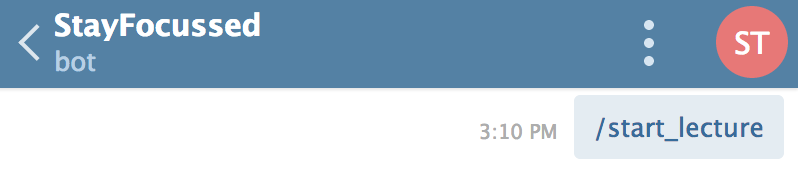 StayFocussed
bot
ST
3:10 PM /start_lecture